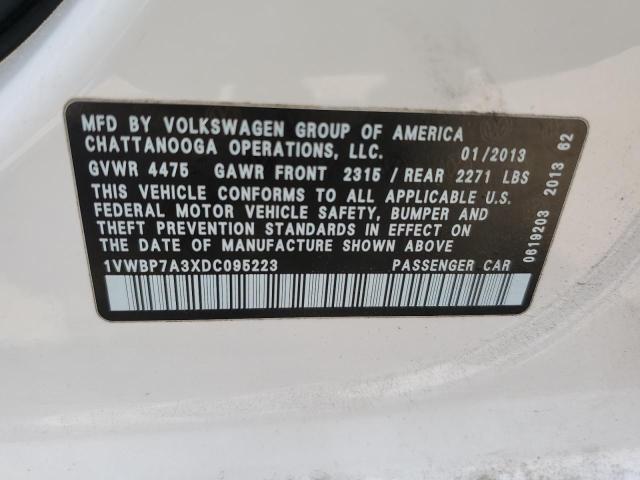 MFD BY VOLKSWAGEN GROUP OF AMERICA
CHATTANOOGA OPERATIONS, LLC. 01/2013
GVWR 4475 GAWR FRONT 2315 / REAR 2271 LBS
THIS VEHICLE CONFORMS TO ALL APPLICABLE U.S.
FEDERAL MOTOR VEHICLE SAFETY, BUMPER AND
THEFT PREVENTION STANDARDS IN EFFECT ON
THE DATE OF MANUFACTURE SHOWN ABOVE
1VWBP7A3XDC095223 PASSENGER CAR
0619203 2013 62